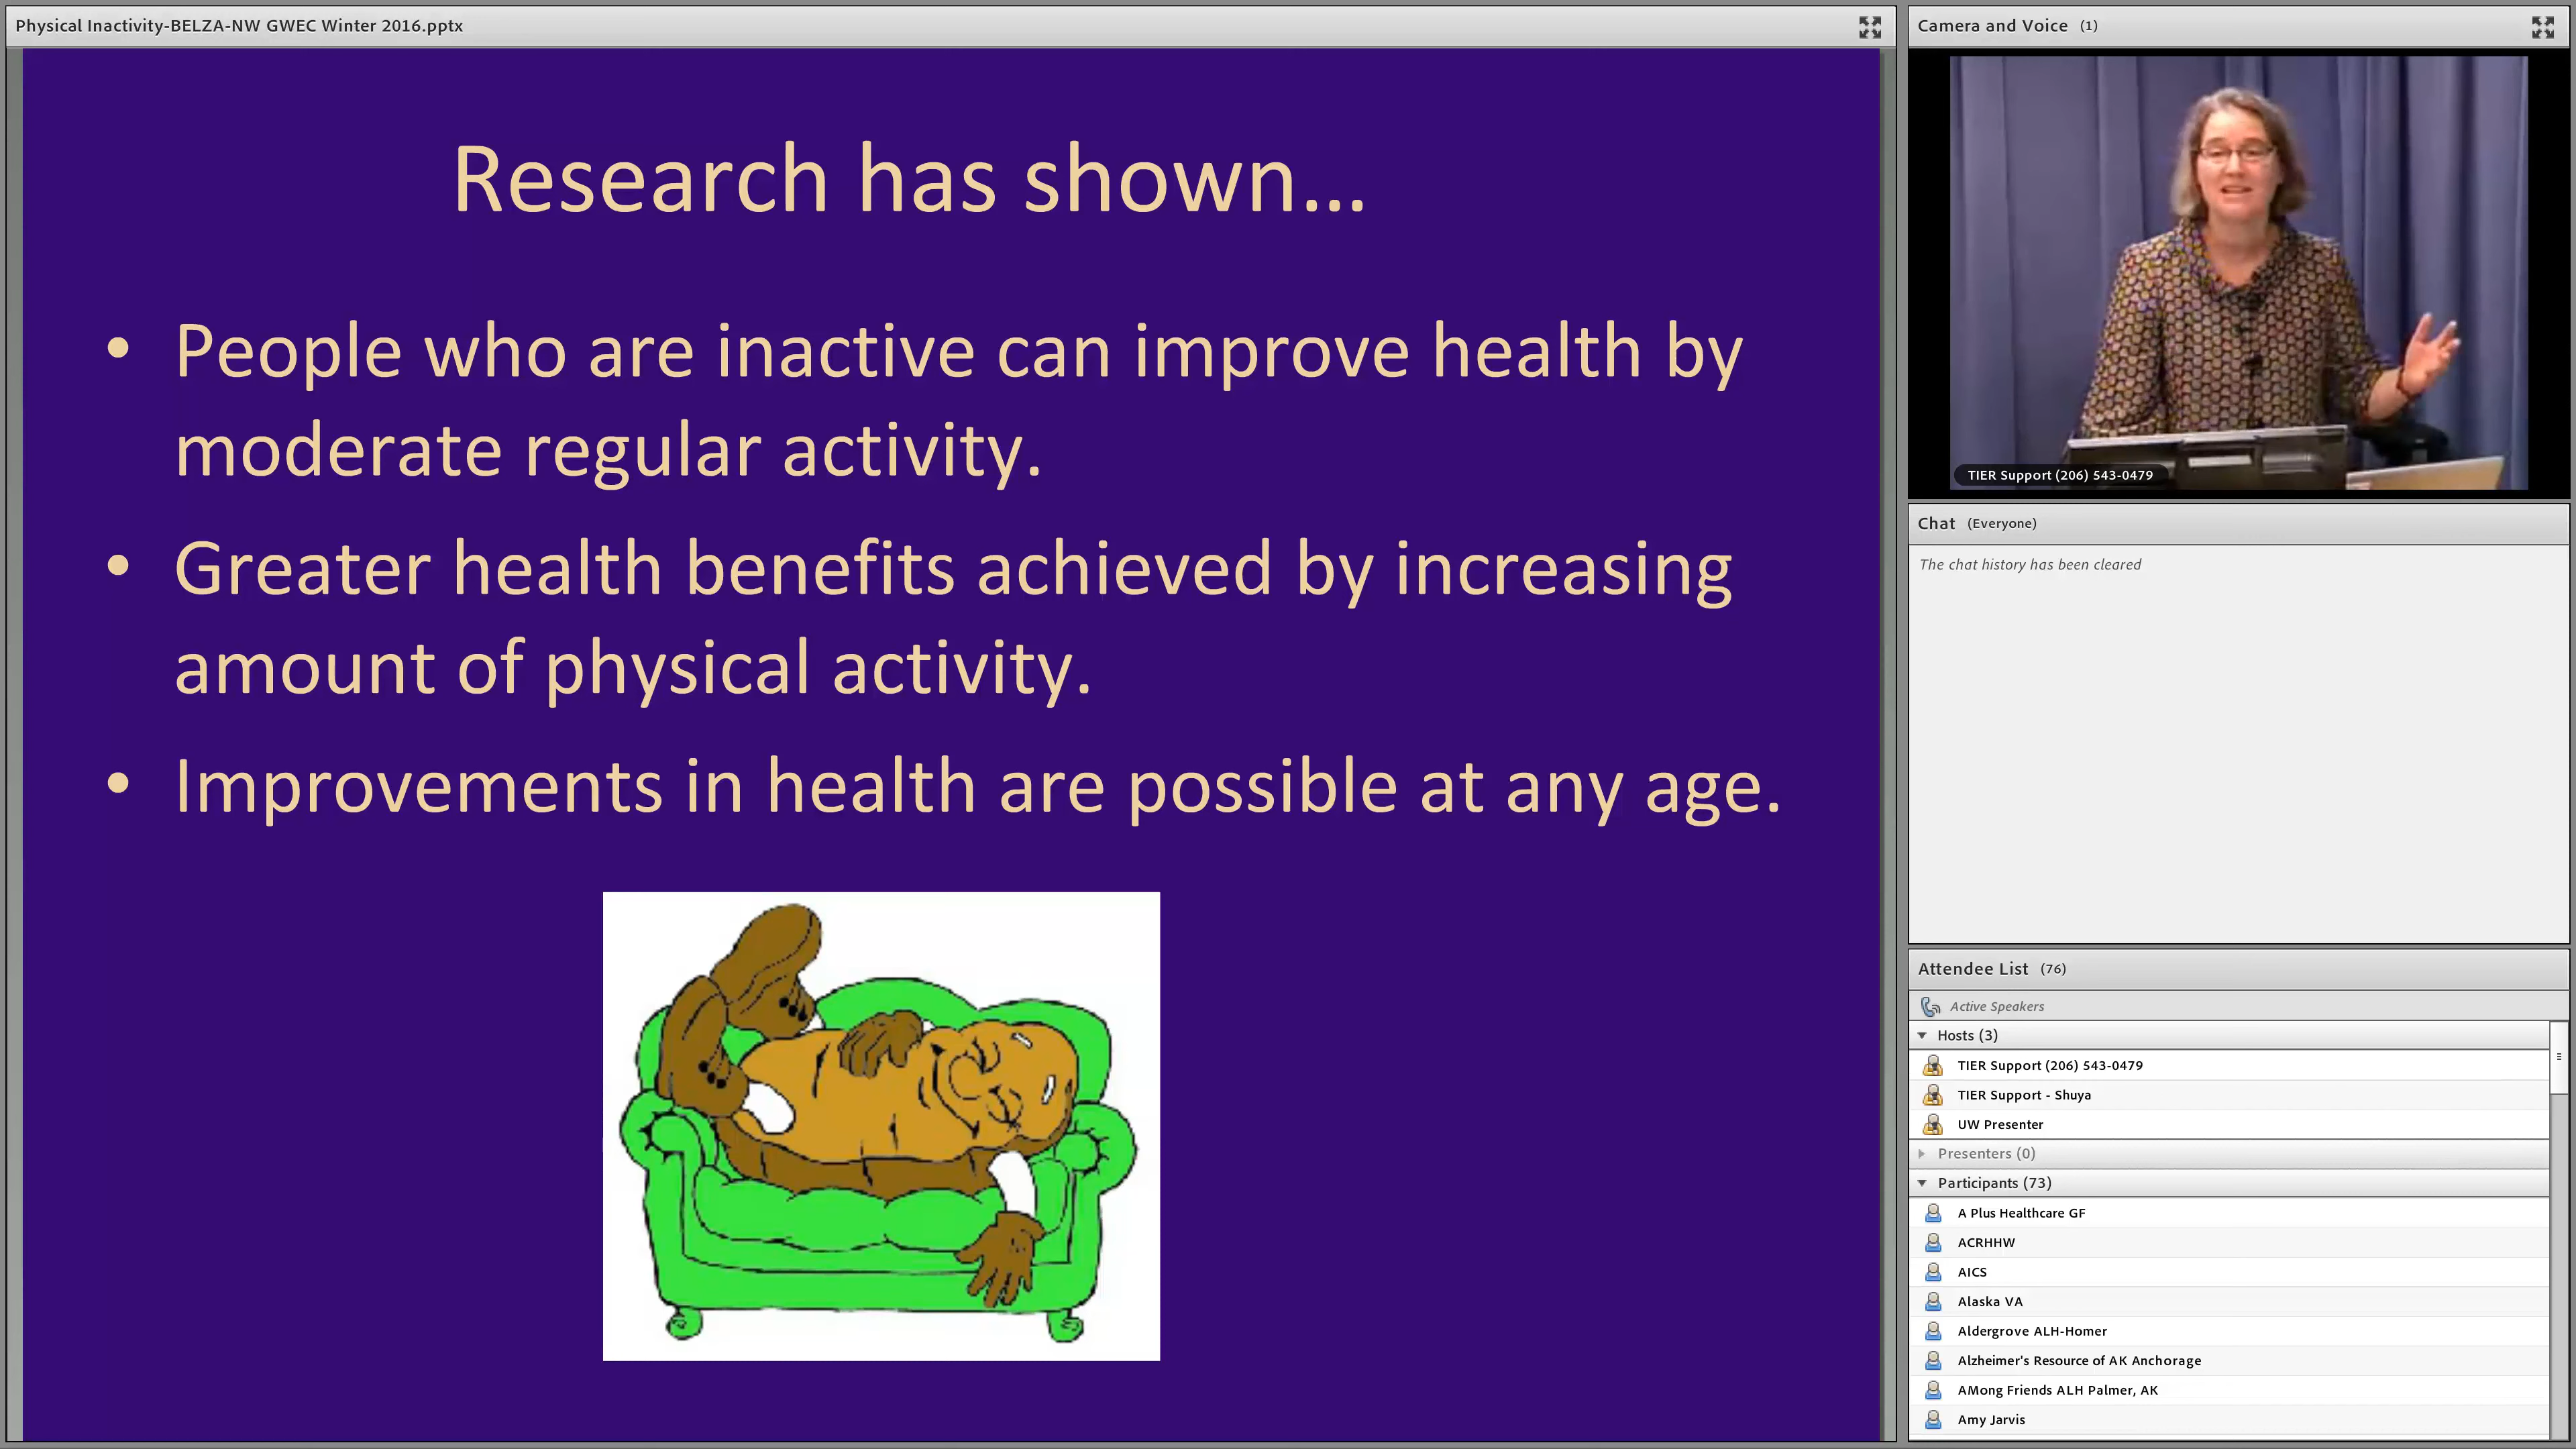 Physical Inactivity-BELZA-NW GWEC Winter 2016.pptx
Research has shown...
• People who are inactive can improve health by
moderate regular activity.
• Greater health benefits achieved by increasing
amount of physical activity.
• Improvements in health are possible at any age.
Camera and Voice (1)
TIER Support (206) 543-0479
Chat (Everyone)
The chat history has been cleared
Attendee List (76)
Active Speakers
Hosts (3)
TIER Support (206) 543-0479
TIER Support - Shuya
UW Presenter
Presenters (0)
Participants (73)
A Plus Healthcare GF
ACRHHW
AICS
Alaska VA
Aldergrove ALH-Homer
Alzheimer's Resource of AK Anchorage
AMong Friends ALH Palmer, AK
Amy Jarvis